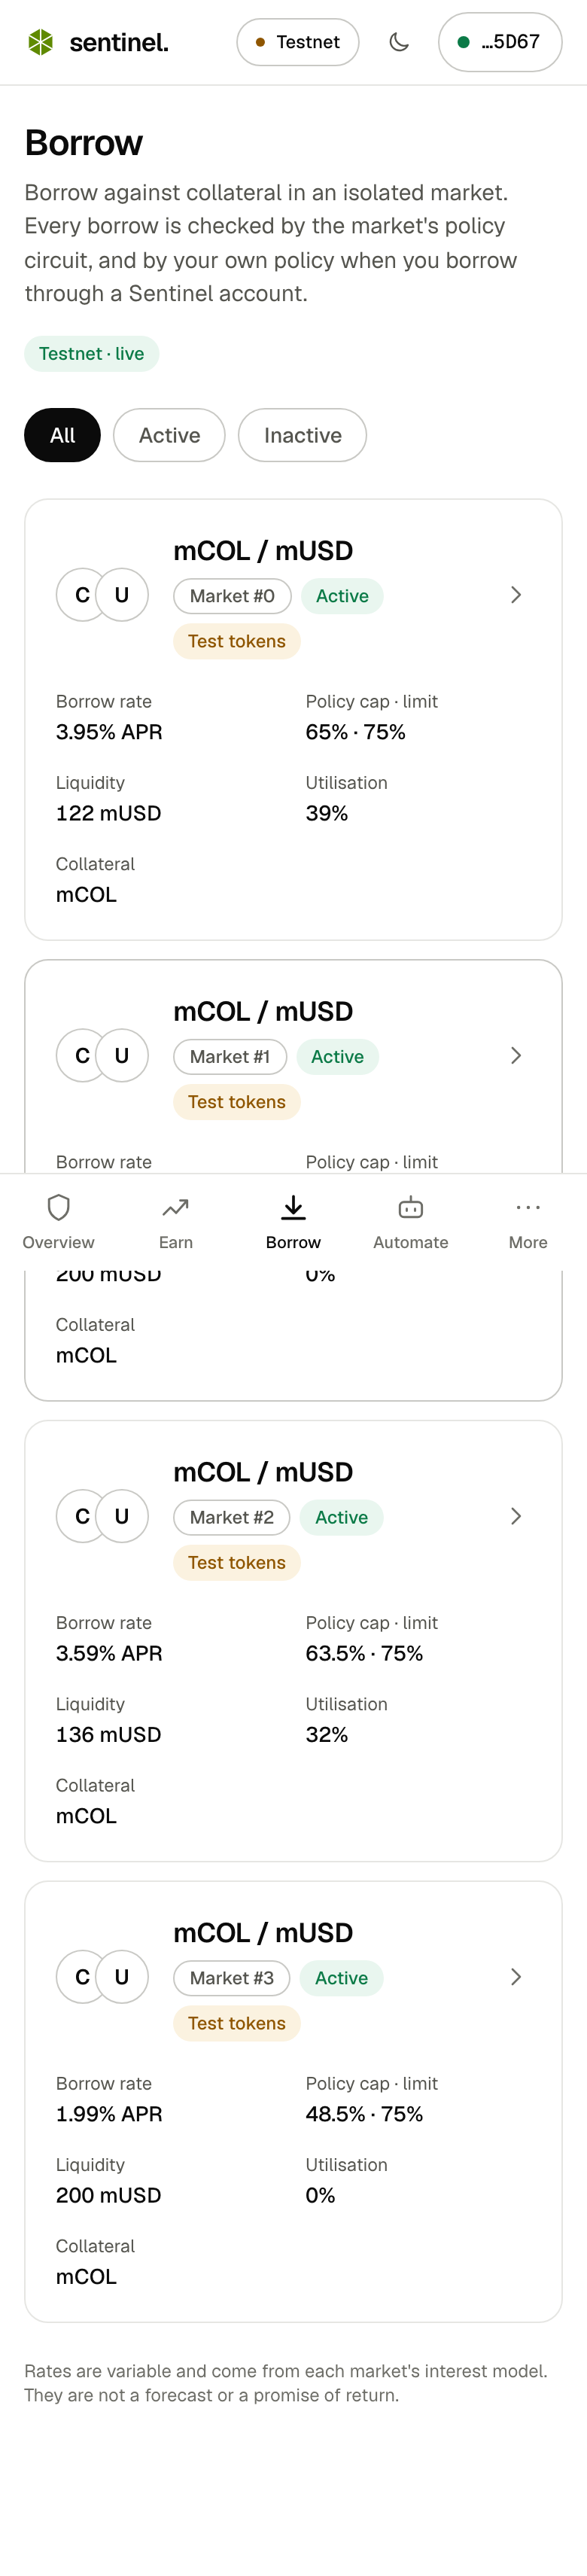 sentinel.
Testnet
...5D67
Borrow
Borrow against collateral in an isolated market.
Every borrow is checked by the market's policy
circuit, and by your own policy when you borrow
through a Sentinel account.
Testnet · live
All
Active
Inactive
C
U
mCOL / mUSD
Market #0
Active
Test tokens
Borrow rate
Policy cap · limit
3.95% APR
65% · 75%
Liquidity
Utilisation
122 mUSD
39%
Collateral
mCOL
C
U
mCOL / mUSD
Market #1
Active
Test tokens
Borrow rate
Policy cap · limit
Overview
Earn
Borrow
Automate
More
200 mUSD
0%
Collateral
mCOL
C
U
mCOL / mUSD
Market #2
Active
Test tokens
Borrow rate
Policy cap · limit
3.59% APR
63.5% · 75%
Liquidity
Utilisation
136 mUSD
32%
Collateral
mCOL
C
U
mCOL / mUSD
Market #3
Active
Test tokens
Borrow rate
Policy cap · limit
1.99% APR
48.5% · 75%
Liquidity
Utilisation
200 mUSD
0%
Collateral
mCOL
Rates are variable and come from each market's interest model.
They are not a forecast or a promise of return.